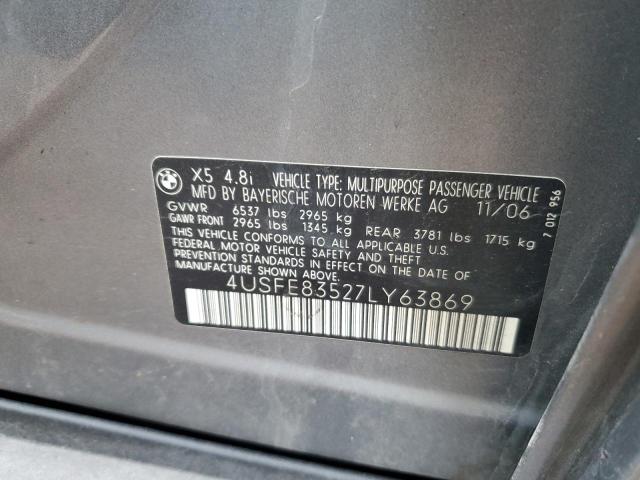 BMW
X5 4.8i VEHICLE TYPE: MULTIPURPOSE PASSENGER VEHICLE
MFD BY BAYERISCHE MOTOREN WERKE AG 11/06
GVWR 6537 lbs 2965 kg
GAWR FRONT 2965 lbs 1345 kg REAR 3781 lbs 1715 kg
THIS VEHICLE CONFORMS TO ALL APPLICABLE U.S.
FEDERAL MOTOR VEHICLE SAFETY AND THEFT
PREVENTION STANDARDS IN EFFECT ON THE DATE OF
MANUFACTURE SHOWN ABOVE.
4USFE83527LY63869
7 012 956